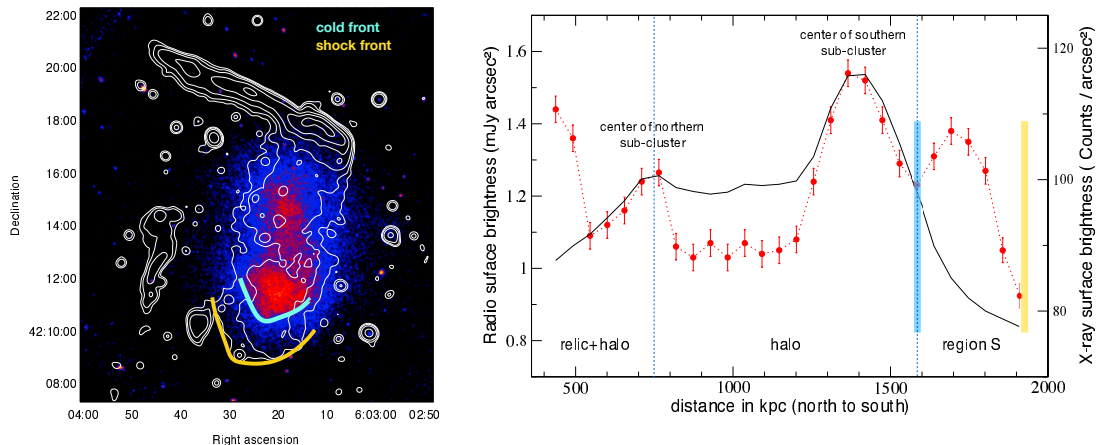 cold front
shock front
22:00
20:00
18:00
16:00
14:00
12:00
42:10:00
08:00
Declination
04:00 50 40 30 20 10 6:03:00 02:50
Right ascension
center of southern
sub-cluster
center of northern
sub-cluster
1.6
1.4
1.2
1
0.8
Radio suface brightness (mJy arcsec²)
120
100
80
X-ray surface brightness ( Counts / arcsec²)
relic+halo
halo
region S
500 1000 1500 2000
distance in kpc (north to south)